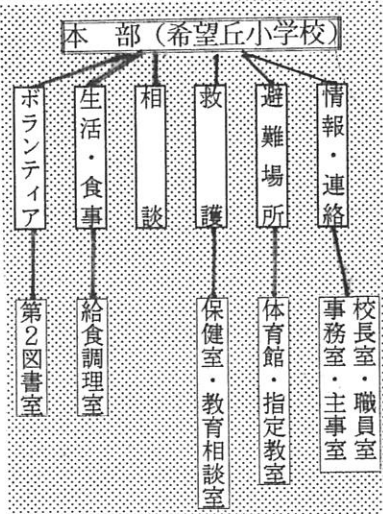 本　部（希望丘小学校）
情報・連絡
避難場所
救護
相談
生活・食事
ボランティア
校長室・職員室
事務室・主事室
体育館・指定教室
保健室・教育相談室
給食調理室
第2図書室